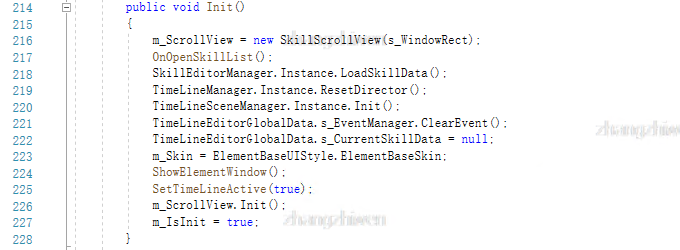 214 public void Init()
215 {
216 m_ScrollView = new SkillScrollView(s_WindowRect);
217 OnOpenSkillList();
218 SkillEditorManager.Instance.LoadSkillData();
219 TimeLineManager.Instance.ResetDirector();
220 TimeLineSceneManager.Instance.Init();
221 TimeLineEditorGlobalData.s_EventManager.ClearEvent();
222 TimeLineEditorGlobalData.s_CurrentSkillData = null;
zhangzhiwen
223 m_Skin = ElementBaseUIStyle.ElementBaseSkin;
224 ShowElementWindow();
225 SetTimeLineActive(true);
226 m_ScrollView.Init();
227 m_IsInit = true;
zhangzhiwen
228 }